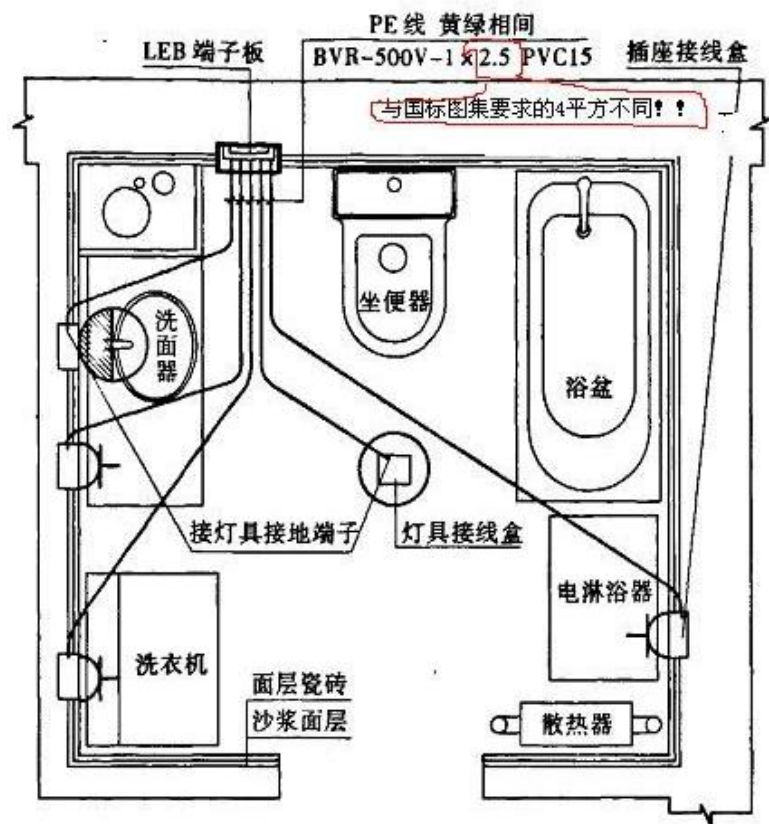 PE 线 黄绿相间
LEB 端子板
BVR-500V-1×2.5 PVC15
插座接线盒
与国标图集要求的4平方不同！！
坐便器
洗面器
浴盆
接灯具接地端子
灯具接线盒
电淋浴器
洗衣机
面层瓷砖
沙浆面层
散热器